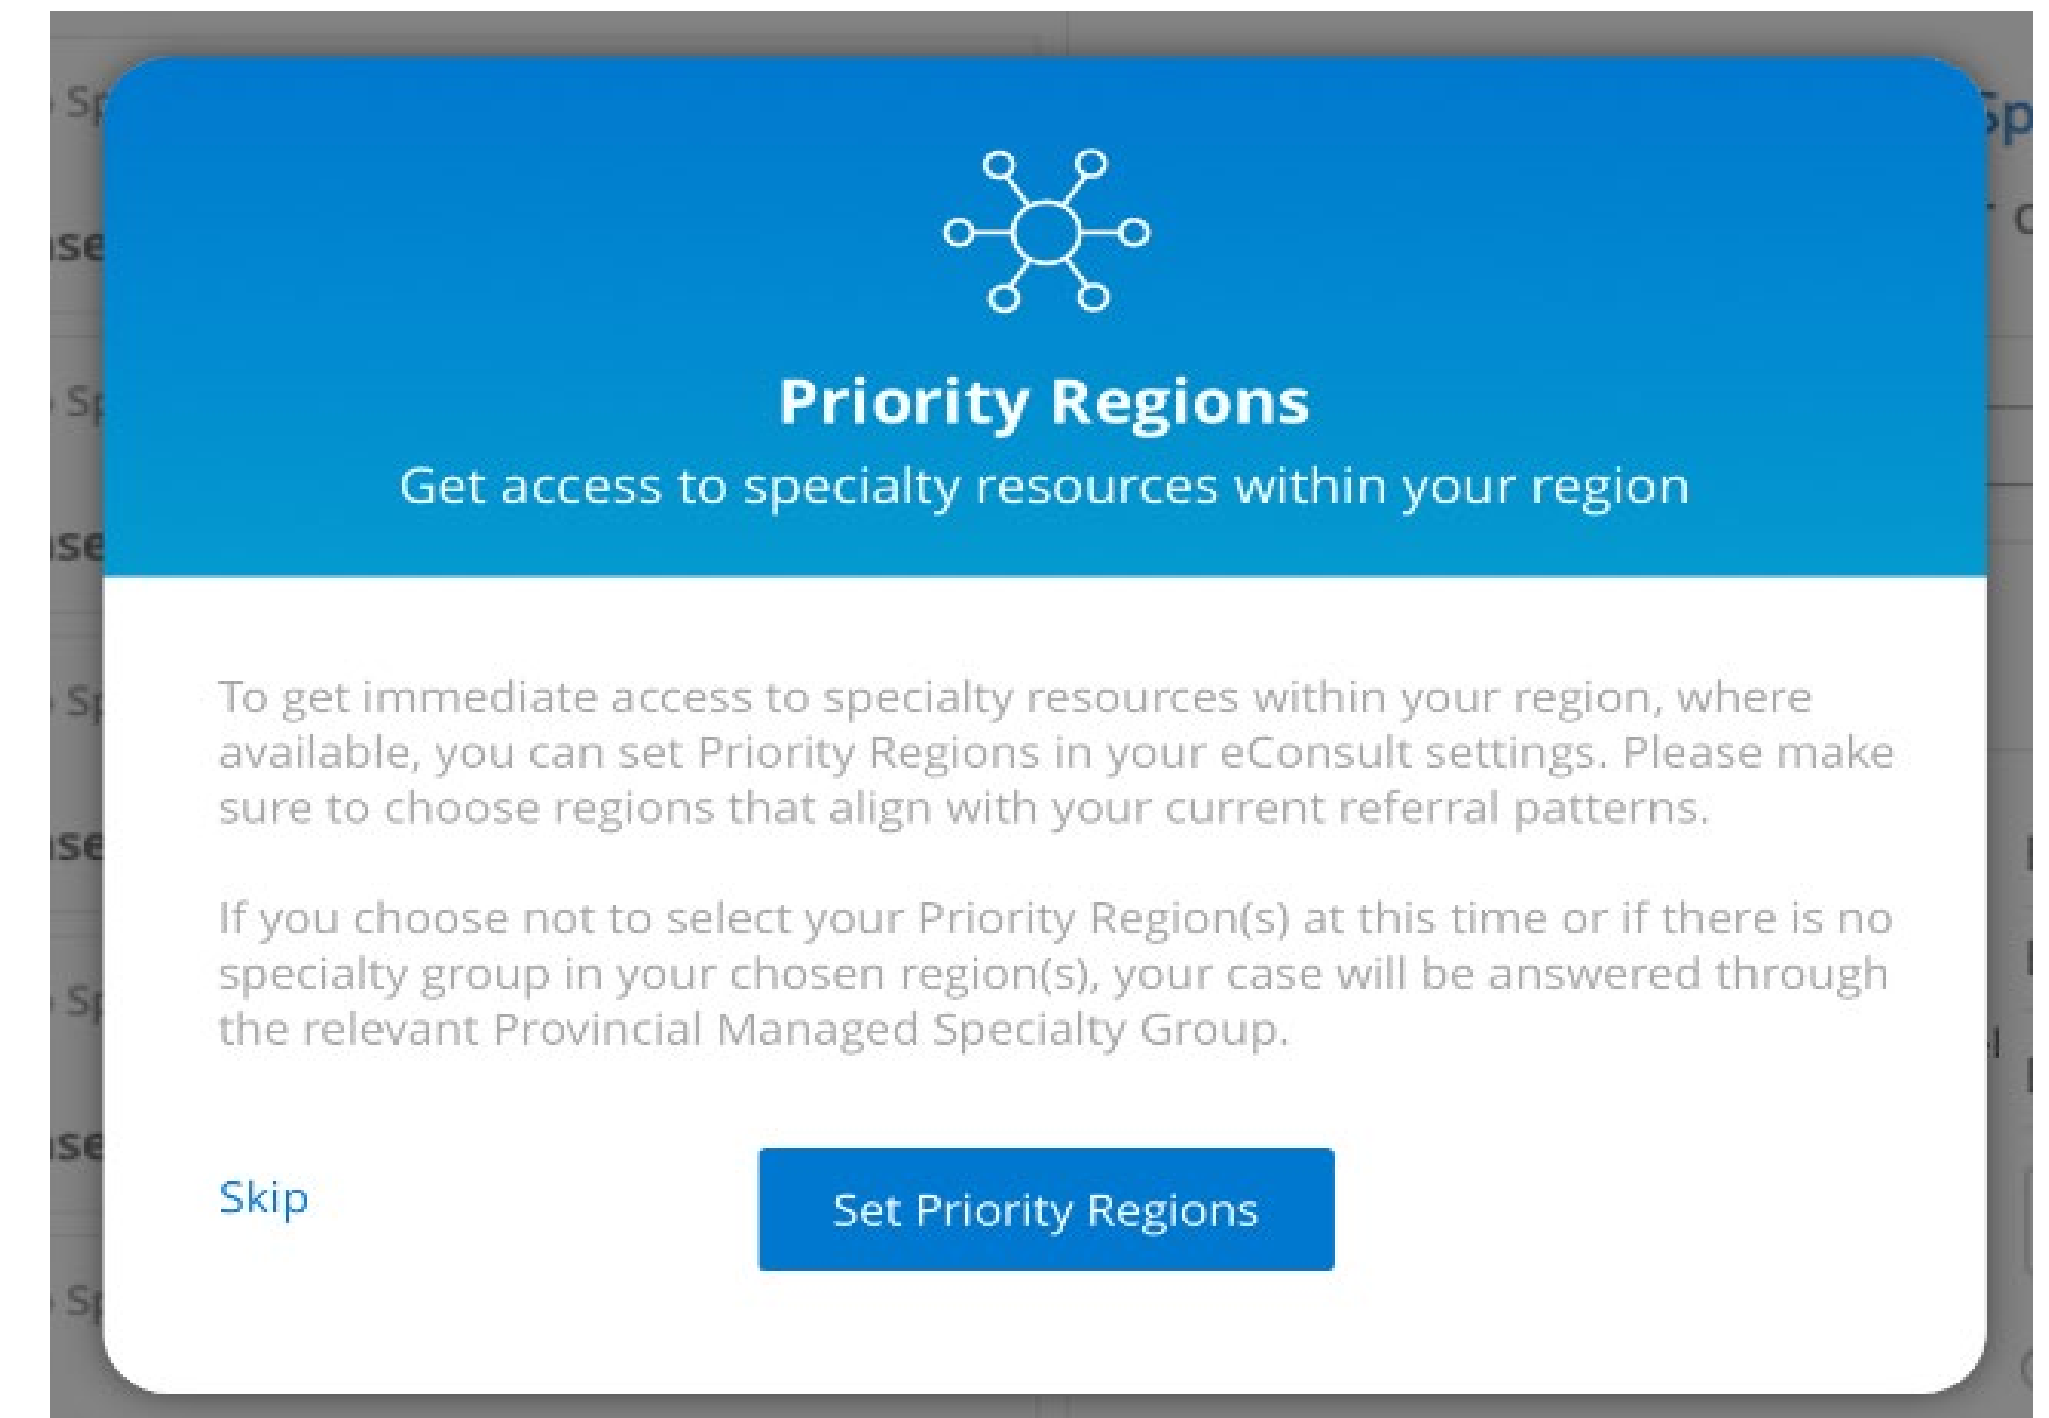 Priority Regions
Get access to specialty resources within your region
To get immediate access to specialty resources within your region, where
available, you can set Priority Regions in your eConsult settings. Please make
sure to choose regions that align with your current referral patterns.
If you choose not to select your Priority Region(s) at this time or if there is no
specialty group in your chosen region(s), your case will be answered through
the relevant Provincial Managed Specialty Group.
Skip
Set Priority Regions